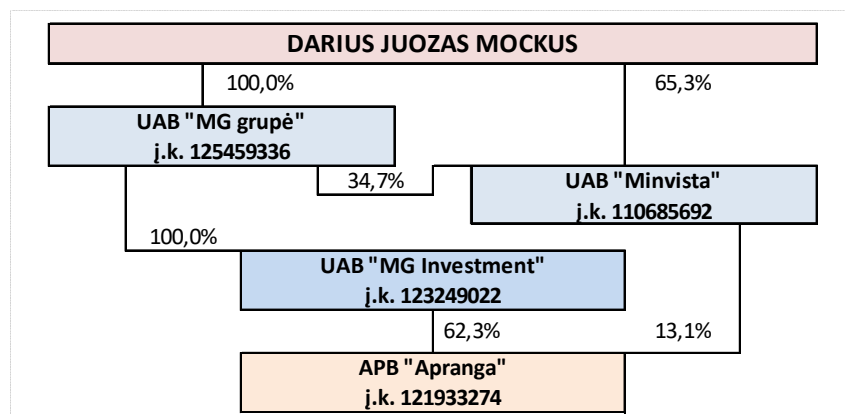 DARIUS JUOZAS MOCKUS
100,0%
65,3%
UAB "MG grupė"
į.k. 125459336
34,7%
UAB "Minvista"
į.k. 110685692
100,0%
UAB "MG Investment"
į.k. 123249022
62,3%
13,1%
APB "Apranga"
į.k. 121933274